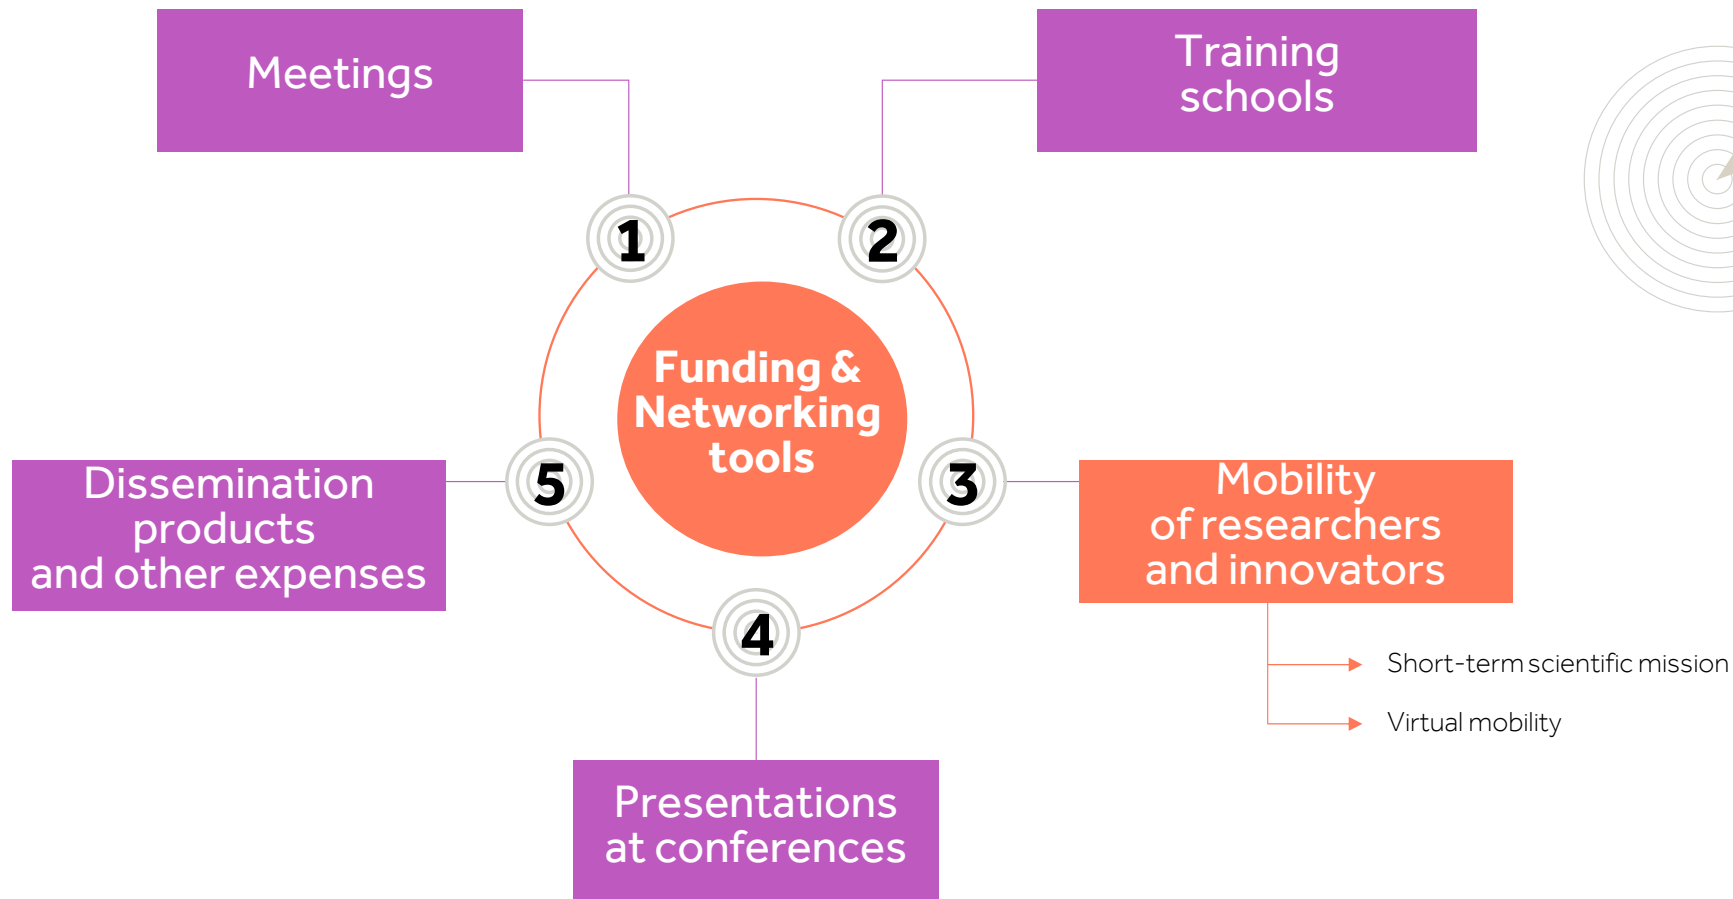 Meetings
Training
schools
1
2
Funding &
Networking
tools
5
Dissemination
products
and other expenses
3
Mobility
of researchers
and innovators
Short-term scientific mission
Virtual mobility
4
Presentations
at conferences